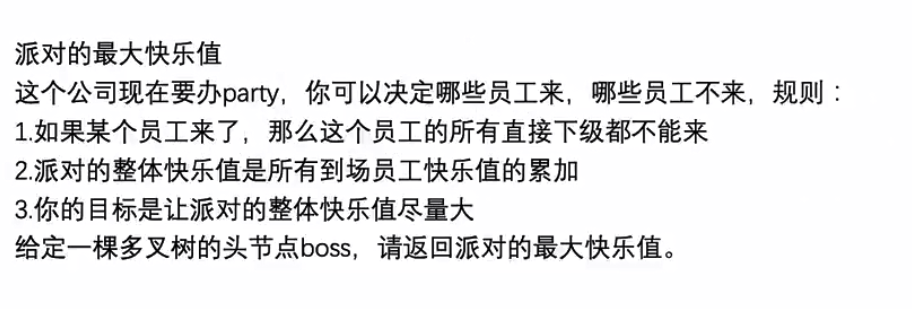 派对的最大快乐值
这个公司现在要办party，你可以决定哪些员工来，哪些员工不来，规则：
1.如果某个员工来了，那么这个员工的所有直接下级都不能来
2.派对的整体快乐值是所有到场员工快乐值的累加
3.你的目标是让派对的整体快乐值尽量大
给定一棵多叉树的头节点boss，请返回派对的最大快乐值。